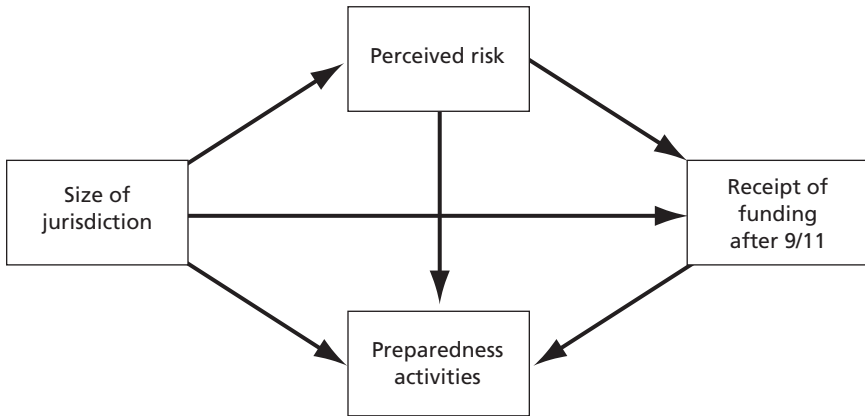 Perceived risk
Size of
jurisdiction
Receipt of
funding
after 9/11
Preparedness
activities